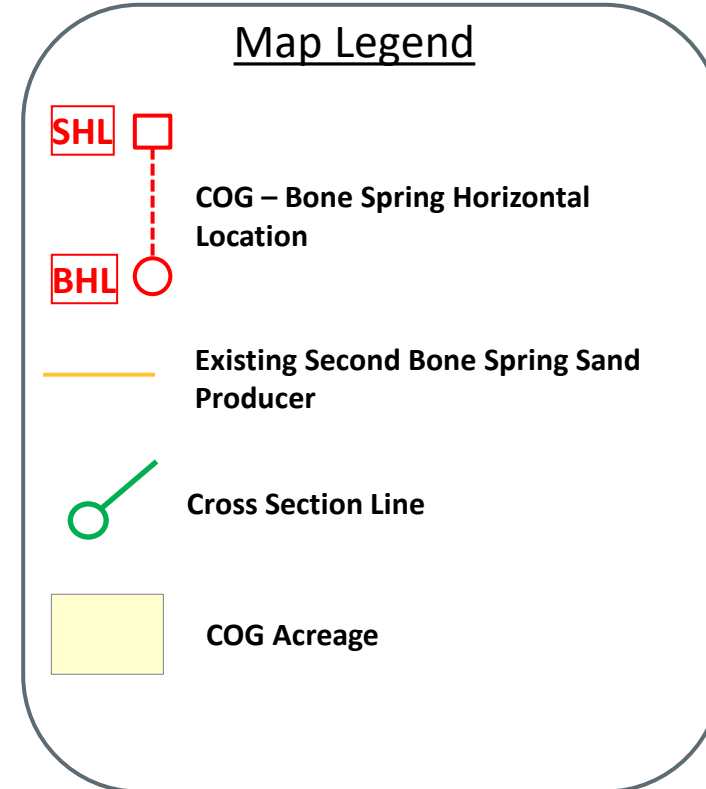 Map Legend
SHL
COG – Bone Spring Horizontal
Location
BHL
Existing Second Bone Spring Sand
Producer
Cross Section Line
COG Acreage